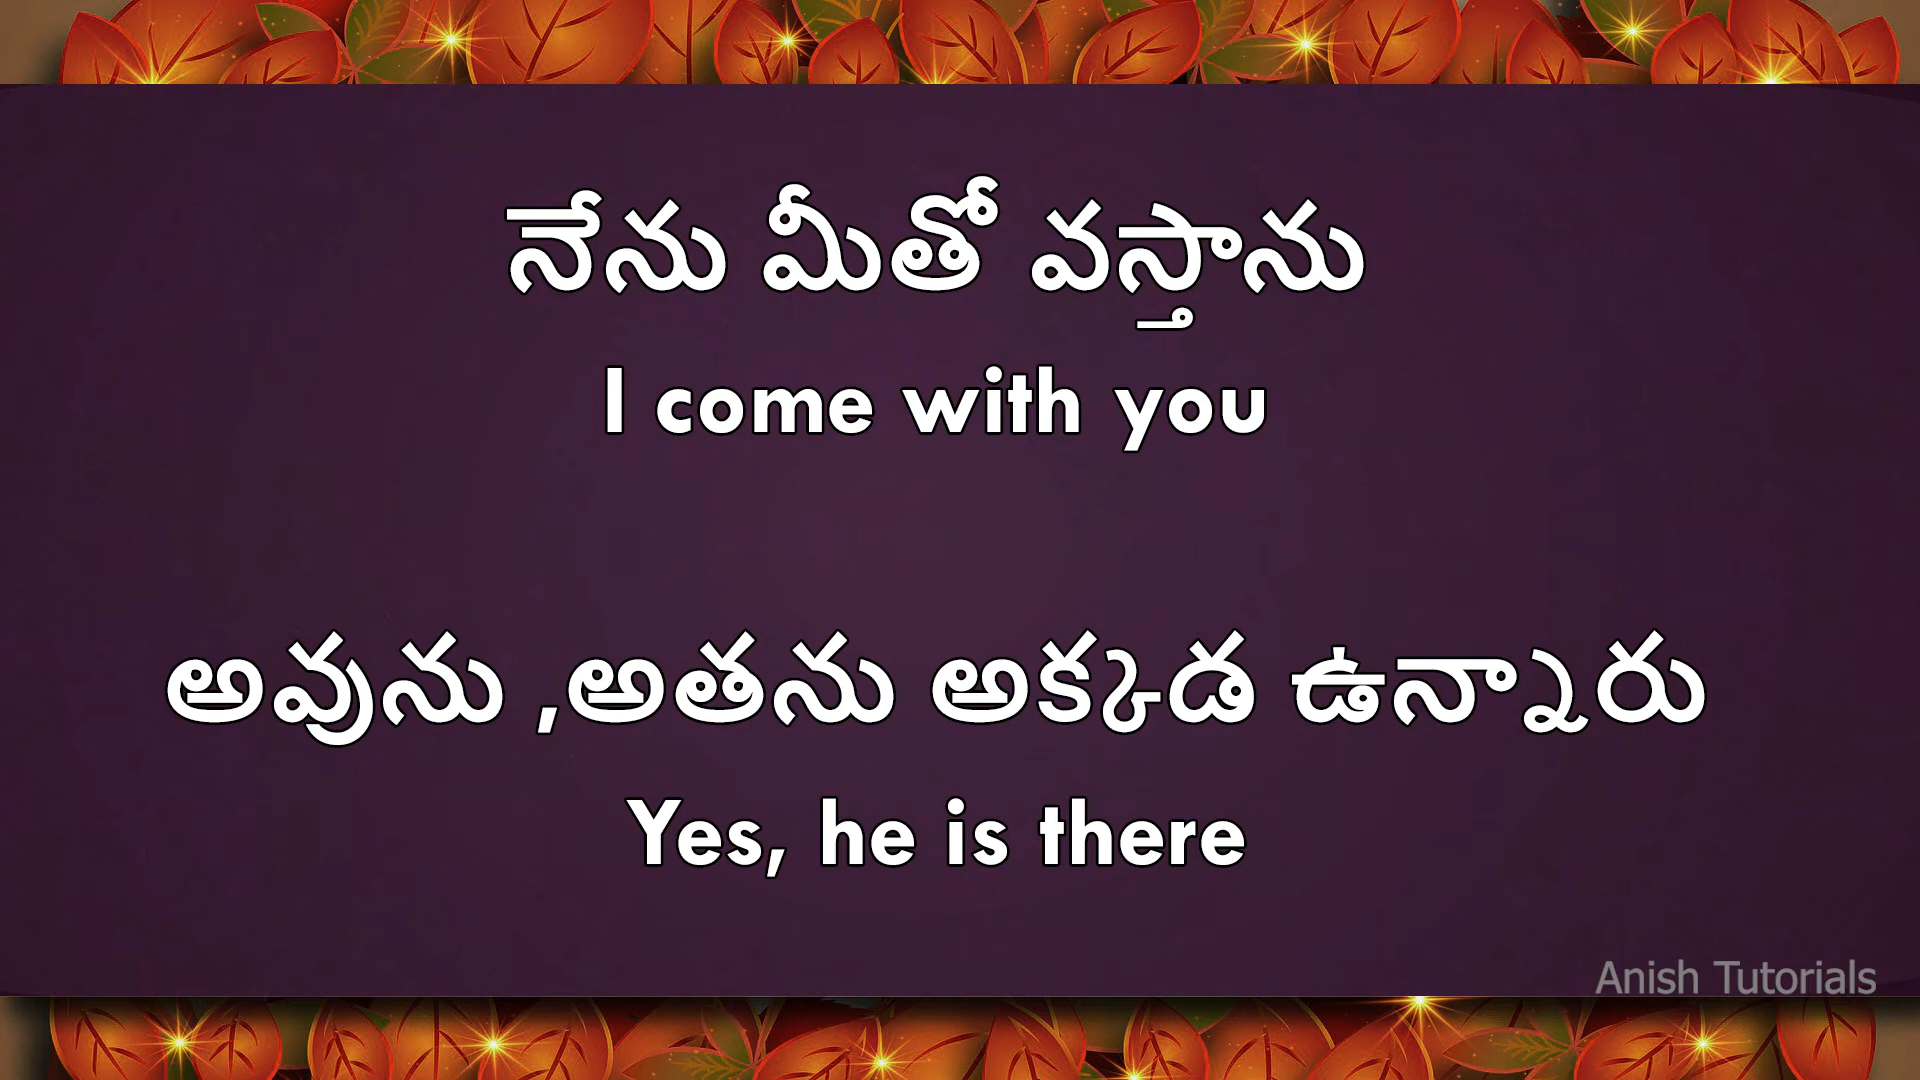 నేను మీతో వస్తాను
I come with you
అవును ,అతను అక్కడ ఉన్నారు
Yes, he is there
Anish Tutorials